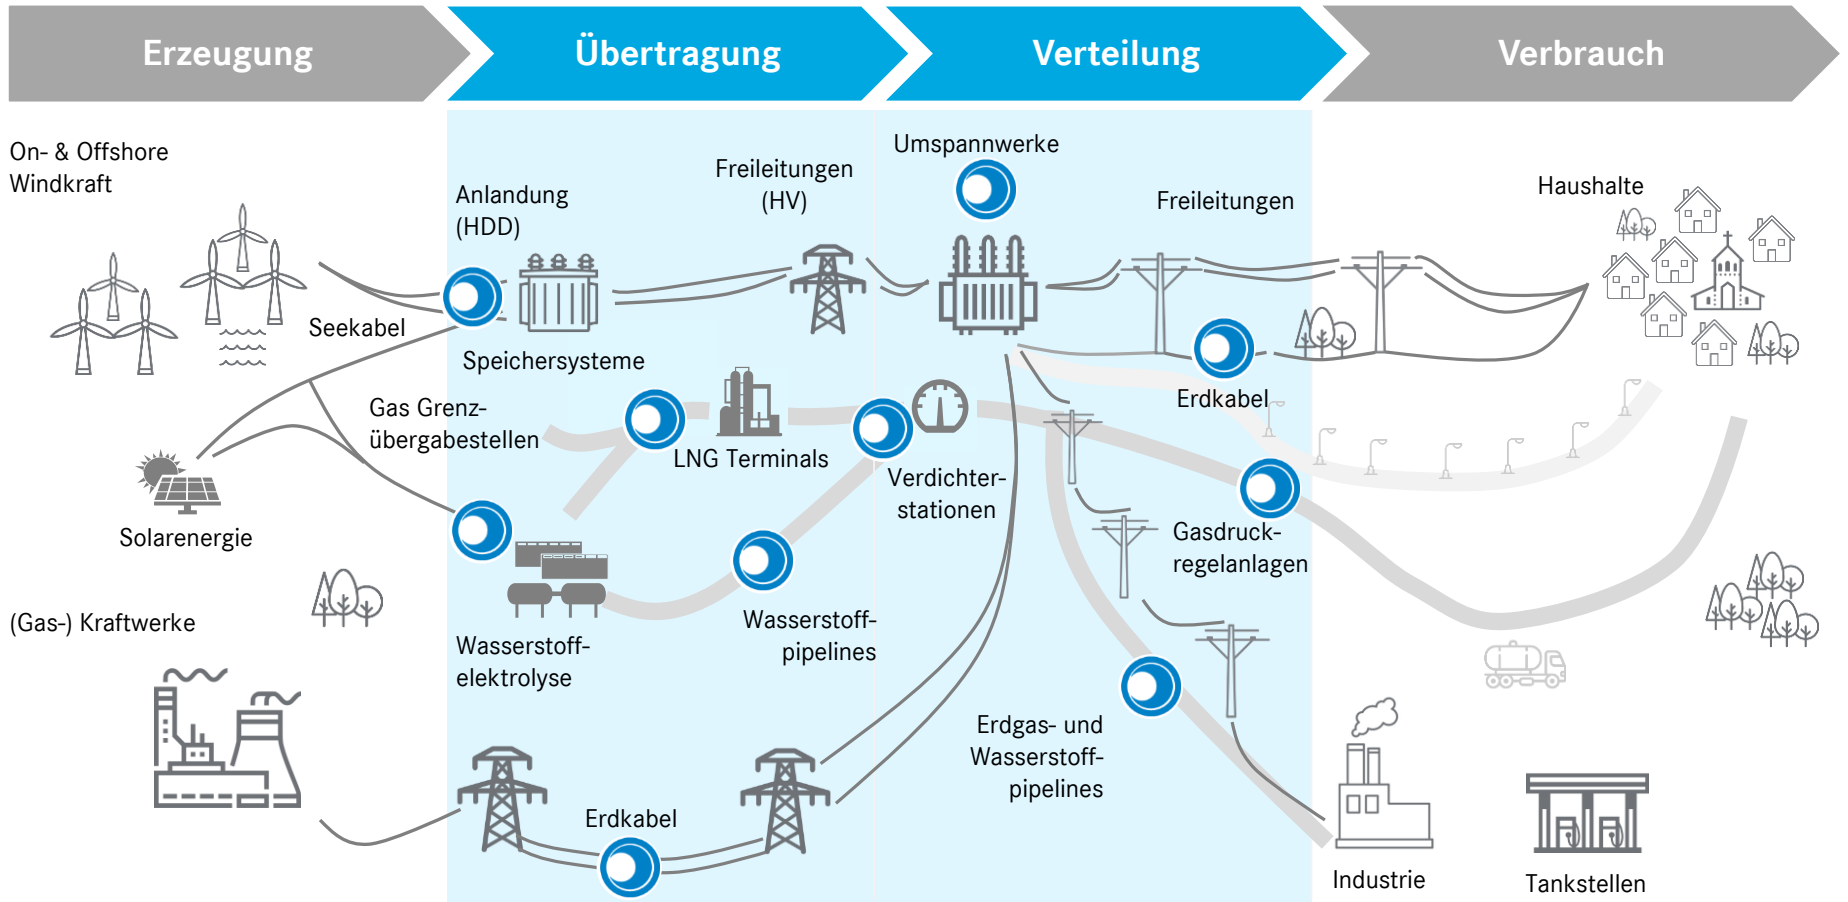 Erzeugung
Übertragung
Verteilung
Verbrauch
On- & Offshore
Windkraft
Seekabel
Solarenergie
(Gas-) Kraftwerke
Anlandung
(HDD)
Freileitungen
(HV)
Speichersysteme
Gas Grenz-
übergabestellen
LNG Terminals
Wasserstoff-
elektrolyse
Wasserstoff-
pipelines
Erdkabel
Umspannwerke
Freileitungen
Erdkabel
Verdichter-
stationen
Gasdruck-
regelanlagen
Erdgas- und
Wasserstoff-
pipelines
Haushalte
Industrie
Tankstellen